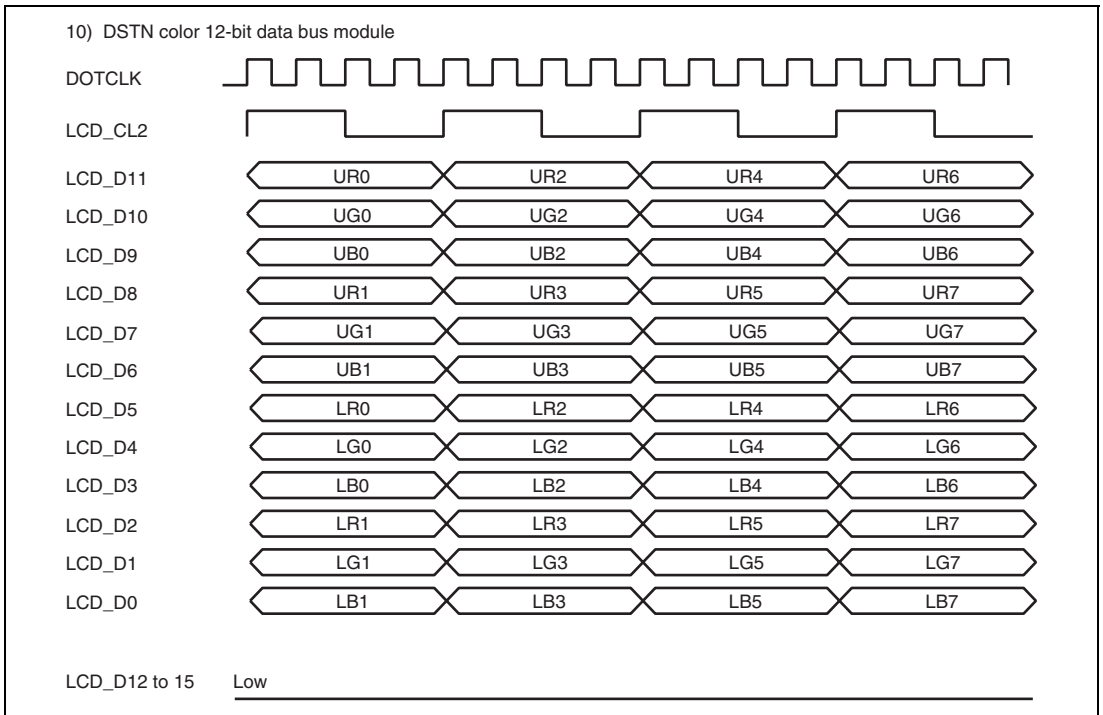 10) DSTN color 12-bit data bus module
DOTCLK
LCD_CL2
LCD_D11 UR0 UR2 UR4 UR6
LCD_D10 UG0 UG2 UG4 UG6
LCD_D9 UB0 UB2 UB4 UB6
LCD_D8 UR1 UR3 UR5 UR7
LCD_D7 UG1 UG3 UG5 UG7
LCD_D6 UB1 UB3 UB5 UB7
LCD_D5 LR0 LR2 LR4 LR6
LCD_D4 LG0 LG2 LG4 LG6
LCD_D3 LB0 LB2 LB4 LB6
LCD_D2 LR1 LR3 LR5 LR7
LCD_D1 LG1 LG3 LG5 LG7
LCD_D0 LB1 LB3 LB5 LB7
LCD_D12 to 15 Low